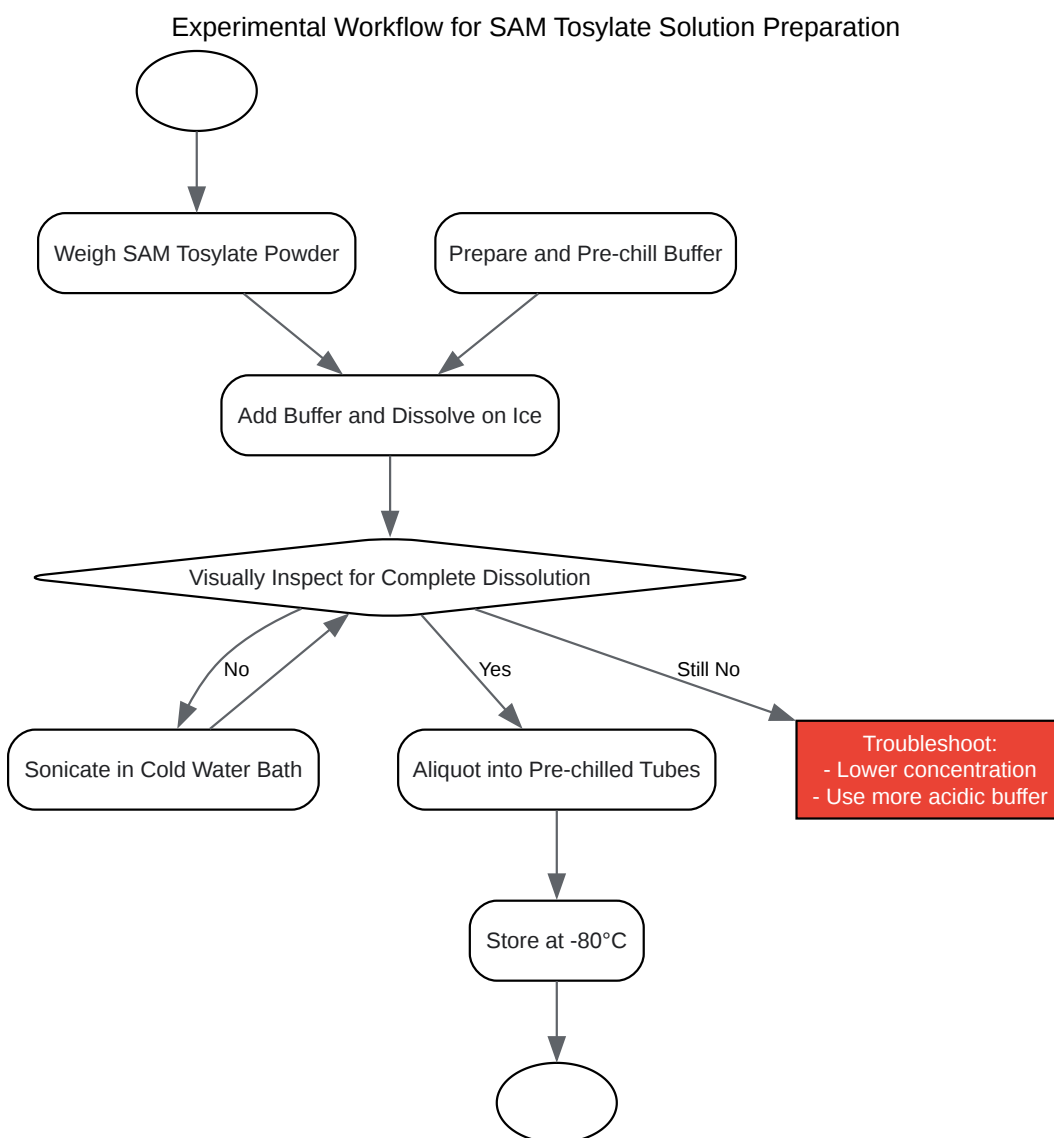 Experimental Workflow for SAM Tosylate Solution Preparation
Weigh SAM Tosylate Powder
Prepare and Pre-chill Buffer
Add Buffer and Dissolve on Ice
Visually Inspect for Complete Dissolution
No
Yes
Still No
Sonicate in Cold Water Bath
Aliquot into Pre-chilled Tubes
Troubleshoot:
- Lower concentration
- Use more acidic buffer
Store at -80°C